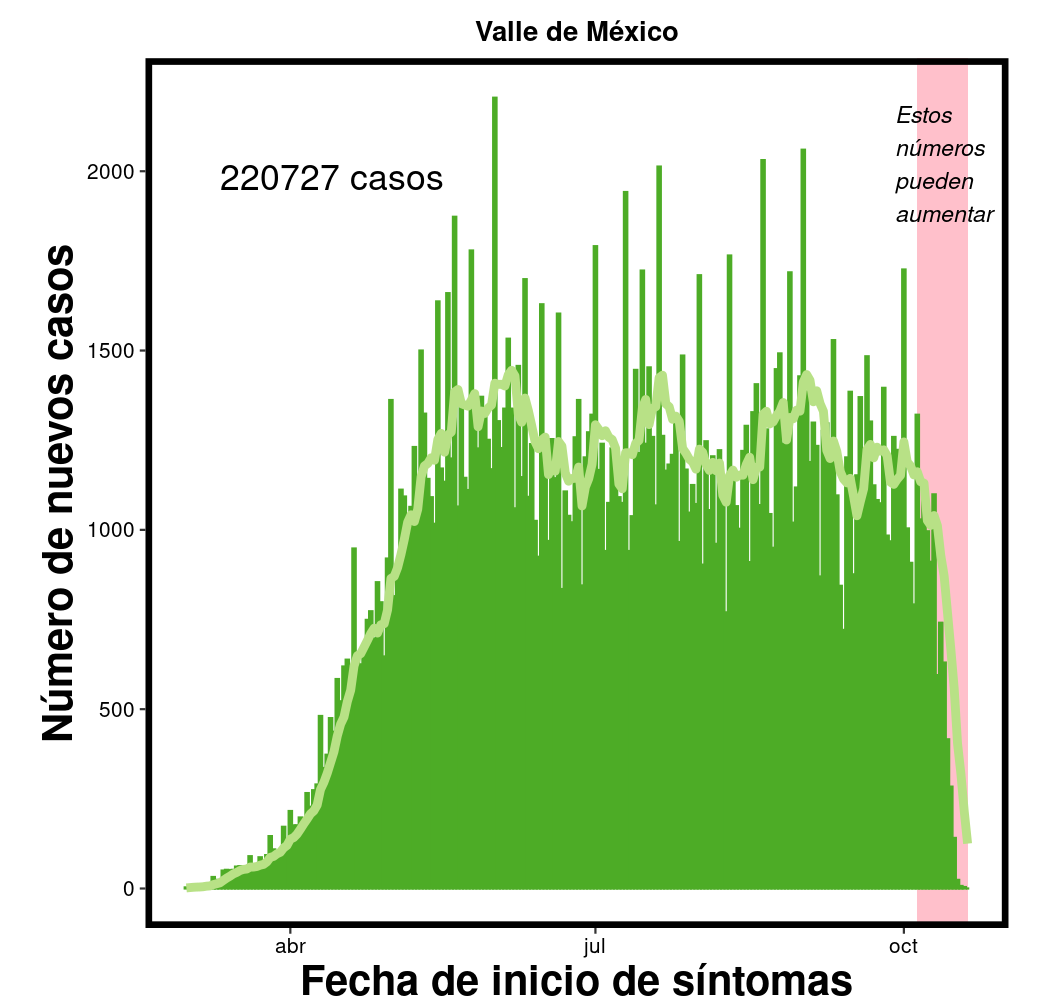 Valle de México
Estos
números
pueden
aumentar
220727 casos
Número de nuevos casos
2000
1500
1000
500
0
abr
jul
oct
Fecha de inicio de síntomas